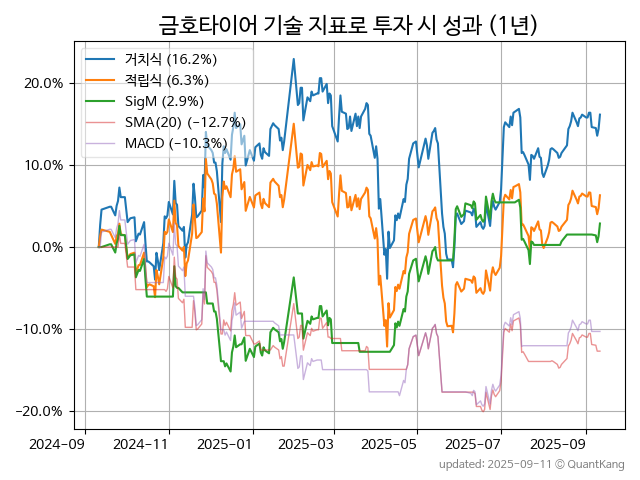 금호타이어 기술 지표로 투자 시 성과 (1년)
거치식 (16.2%)
적립식 (6.3%)
SigM (2.9%)
SMA(20) (−12.7%)
MACD (−10.3%)
20.0%
10.0%
0.0%
−10.0%
−20.0%
2024-09 2024-11 2025-01 2025-03 2025-05 2025-07 2025-09
updated: 2025-09-11 © QuantKang